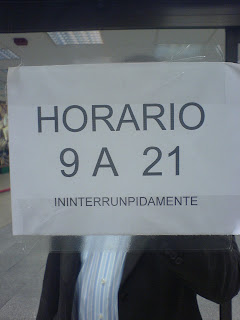 HORARIO
9 A 21
ININTERRUNPIDAMENTE